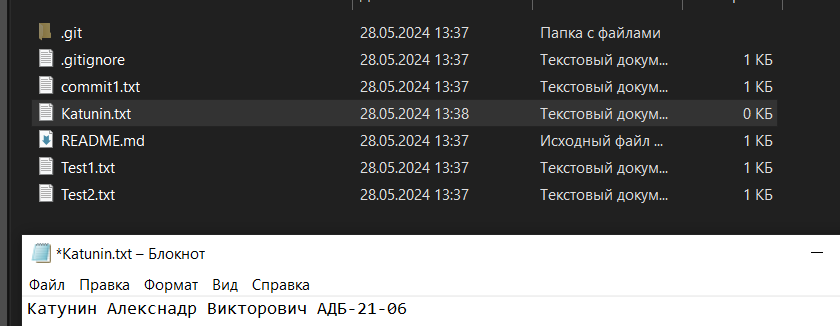 .git 28.05.2024 13:37 Папка с файлами
.gitignore 28.05.2024 13:37 Текстовый докум... 1 КБ
commit1.txt 28.05.2024 13:37 Текстовый докум... 1 КБ
Katunin.txt 28.05.2024 13:38 Текстовый докум... 0 КБ
README.md 28.05.2024 13:37 Исходный файл ... 1 КБ
Test1.txt 28.05.2024 13:37 Текстовый докум... 1 КБ
Test2.txt 28.05.2024 13:37 Текстовый докум... 1 КБ
*Katunin.txt – Блокнот
Файл Правка Формат Вид Справка
Катунин Алекснадр Викторович АДБ-21-06